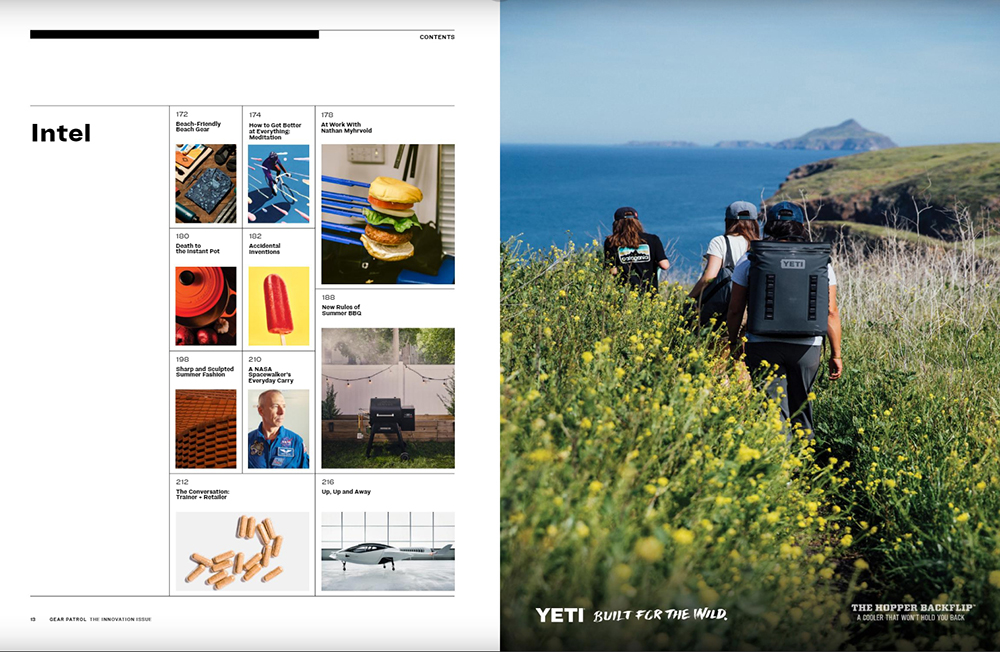 CONTENTS
Intel
172
Beach-Friendly
Beach Gear
174
How to Get Better
at Everything:
Meditation
178
At Work With
Nathan Myhrvold
180
Death to
the Instant Pot
182
Accidental
Inventions
188
New Rules of
Summer BBQ
198
Sharp and Sculpted
Summer Fashion
210
A NASA
Spacewalker's
Everyday Carry
212
The Conversation:
Trainer + Retailer
216
Up, Up and Away
GEAR PATROL THE INNOVATION ISSUE
patagonia
YETI
YETI BUILT FOR THE WILD.
THE HOPPER BACKFLIP™
A COOLER THAT WON'T HOLD YOU BACK